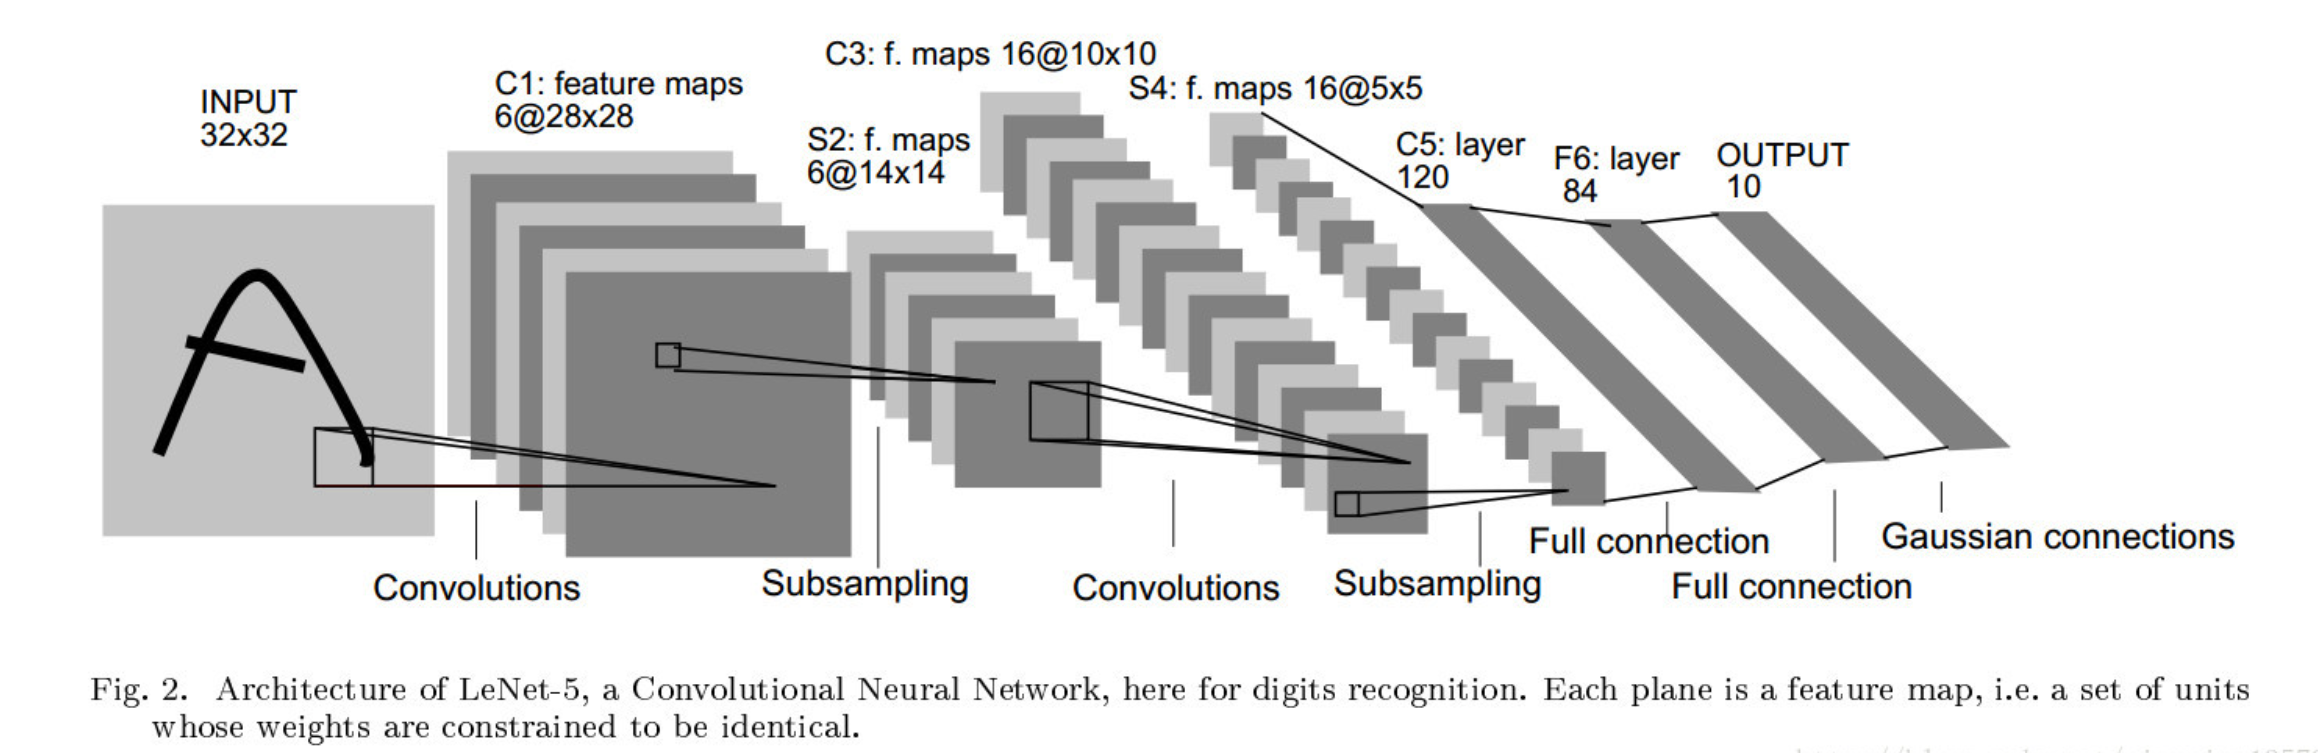 INPUT
32x32
C1: feature maps
6@28x28
S2: f. maps
6@14x14
C3: f. maps 16@10x10
S4: f. maps 16@5x5
C5: layer
120
F6: layer
84
OUTPUT
10
Convolutions
Subsampling
Convolutions
Subsampling
Full connection
Full connection
Gaussian connections
Fig. 2. Architecture of LeNet-5, a Convolutional Neural Network, here for digits recognition. Each plane is a feature map, i.e. a set of units
whose weights are constrained to be identical.